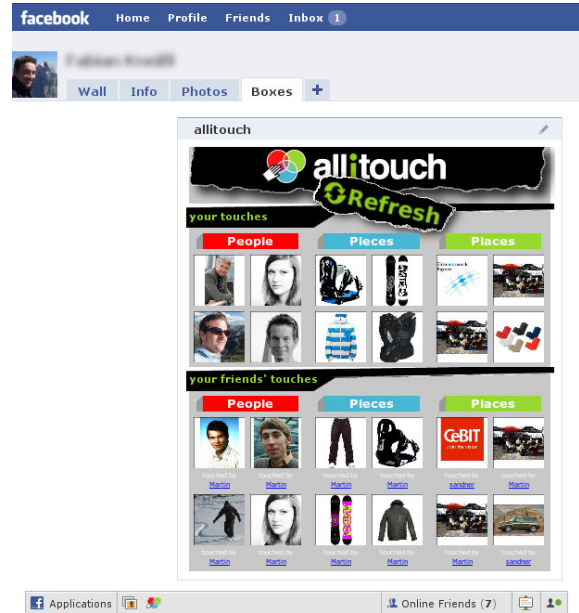 facebook Home Profile Friends Inbox 1
Wall Info Photos Boxes +
allitouch
allitouch
Refresh
your touches
People Pieces Places
your friends' touches
People Pieces Places
CeBIT
touched by touched by touched by touched by touched by touched by
Martin Martin Martin Martin sandner Martin
touched by touched by touched by touched by touched by touched by
Martin Martin Martin Martin Martin sandner
Applications Online Friends (7)